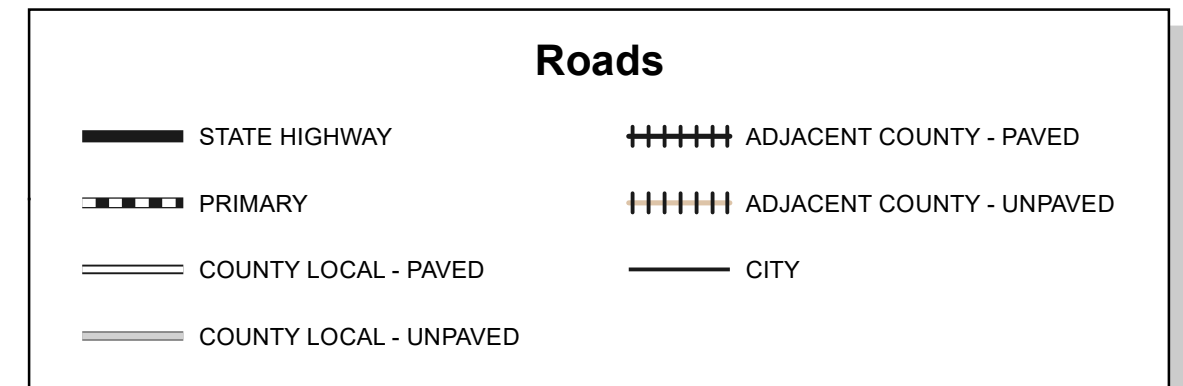 Roads
STATE HIGHWAY
PRIMARY
COUNTY LOCAL - PAVED
COUNTY LOCAL - UNPAVED
ADJACENT COUNTY - PAVED
ADJACENT COUNTY - UNPAVED
CITY